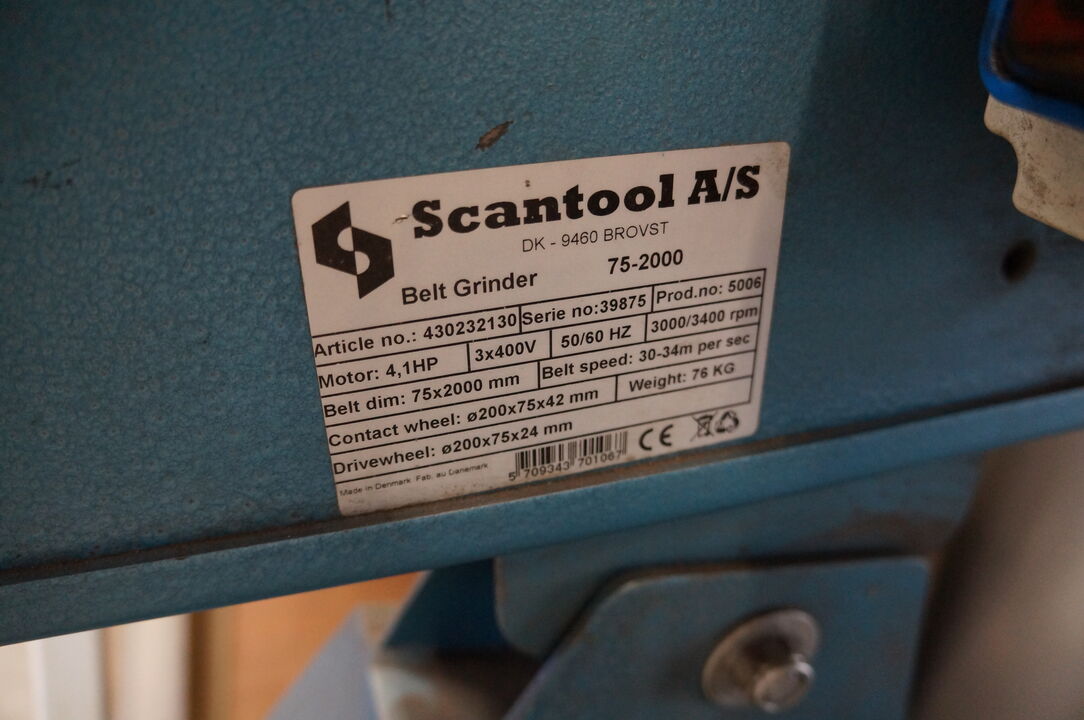 Scantool A/S
DK - 9460 BROVST
Belt Grinder 75-2000
Article no.: 430232130 Serie no:39875 Prod.no: 5006
Motor: 4,1HP 3x400V 50/60 HZ 3000/3400 rpm
Belt dim: 75x2000 mm Belt speed: 30-34m per sec
Contact wheel: ø200x75x42 mm Weight: 76 KG
Drivewheel: ø200x75x24 mm
Made in Denmark Fab. au Danemark
5 709343 701067
CE